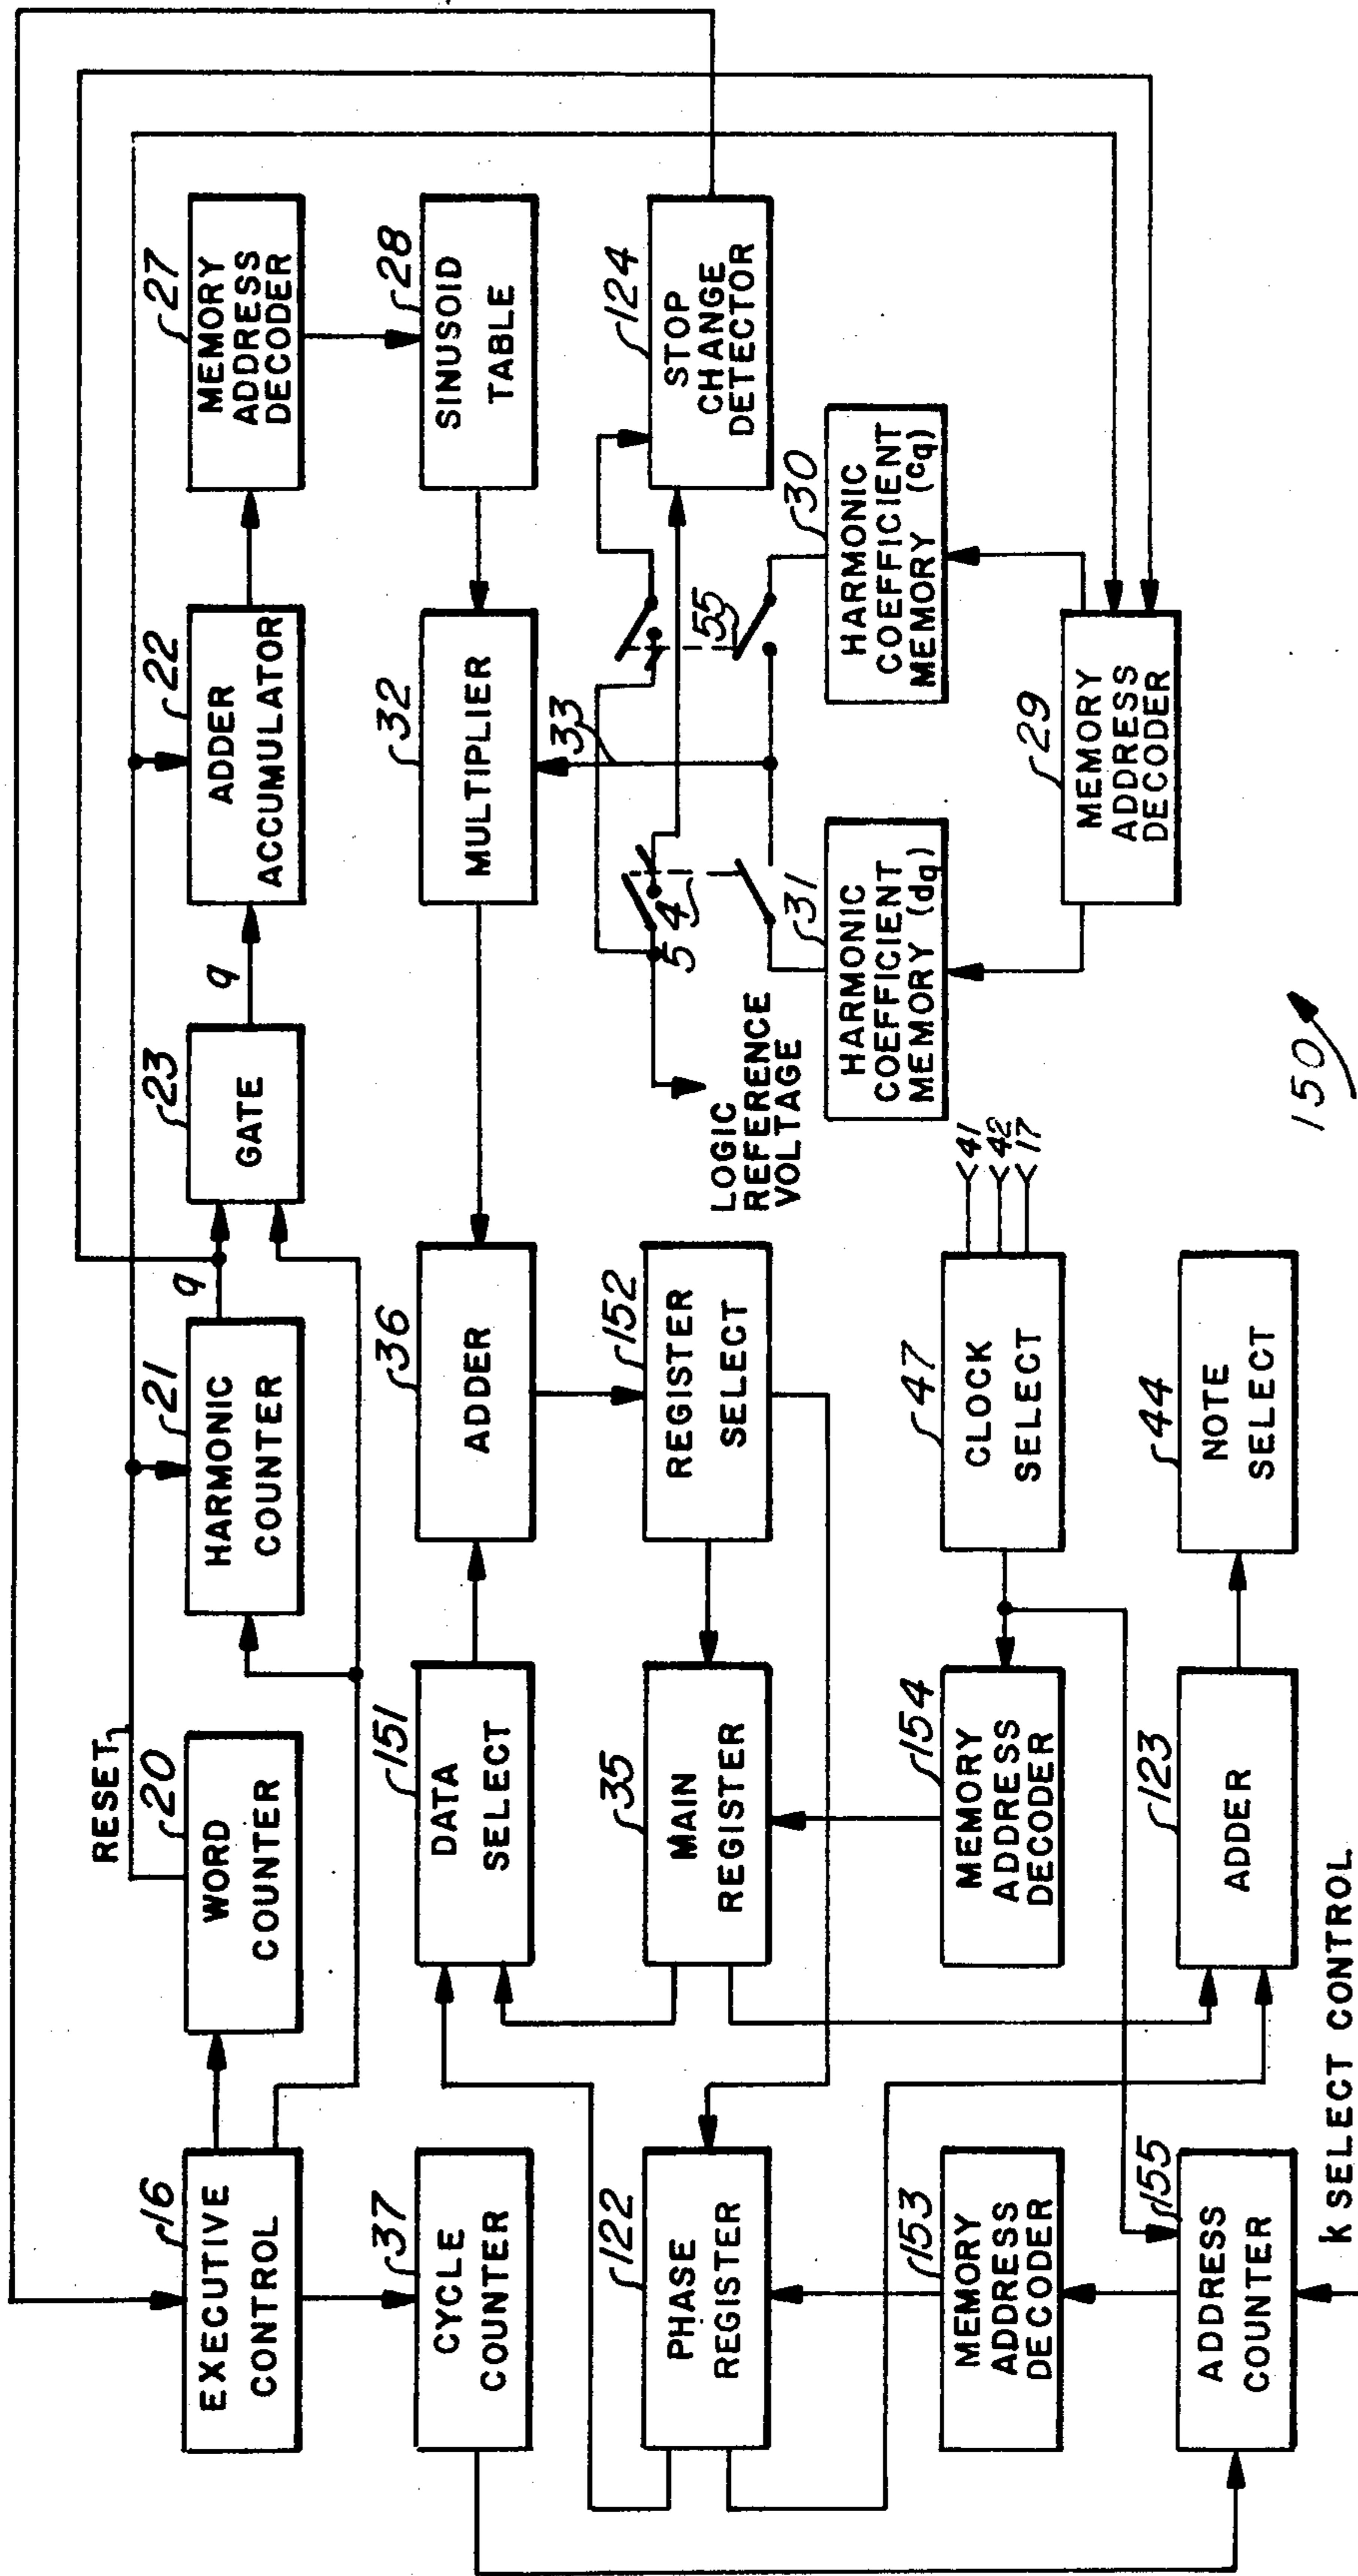 RESET
16
EXECUTIVE
CONTROL
20
WORD
COUNTER
21
HARMONIC
COUNTER
q
23
GATE
q
22
ADDER
ACCUMULATOR
27
MEMORY
ADDRESS
DECODER
37
CYCLE
COUNTER
151
DATA
SELECT
36
ADDER
32
MULTIPLIER
28
SINUSOID
TABLE
122
PHASE
REGISTER
35
MAIN
REGISTER
152
REGISTER
SELECT
LOGIC
REFERENCE
VOLTAGE
54
33
55
124
STOP
CHANGE
DETECTOR
31
HARMONIC
COEFFICIENT
MEMORY (dq)
30
HARMONIC
COEFFICIENT
MEMORY (cq)
153
MEMORY
ADDRESS
DECODER
154
MEMORY
ADDRESS
DECODER
47
CLOCK
SELECT
41
42
17
29
MEMORY
ADDRESS
DECODER
155
ADDRESS
COUNTER
123
ADDER
44
NOTE
SELECT
k SELECT CONTROL
150